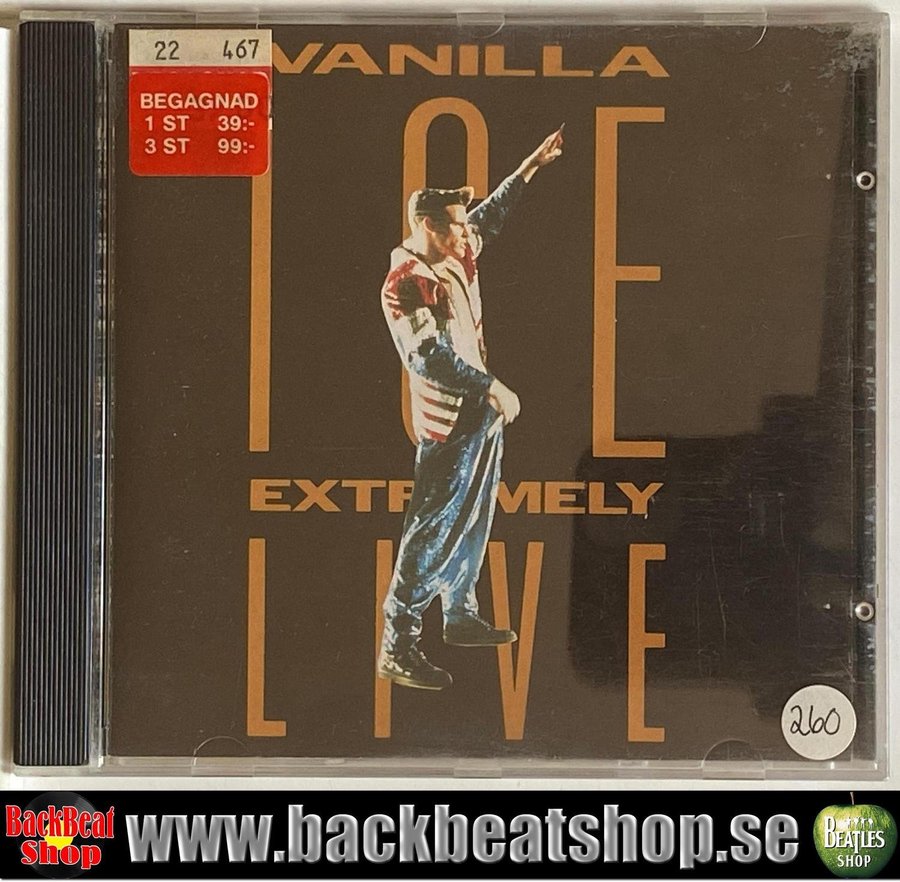 22 467
BEGAGNAD
1 ST 39:-
3 ST 99:-
VANILLA
ICE
EXTREMELY
LIVE
260
BackBeat
Shop
www.backbeatshop.se
BEATLES
SHOP